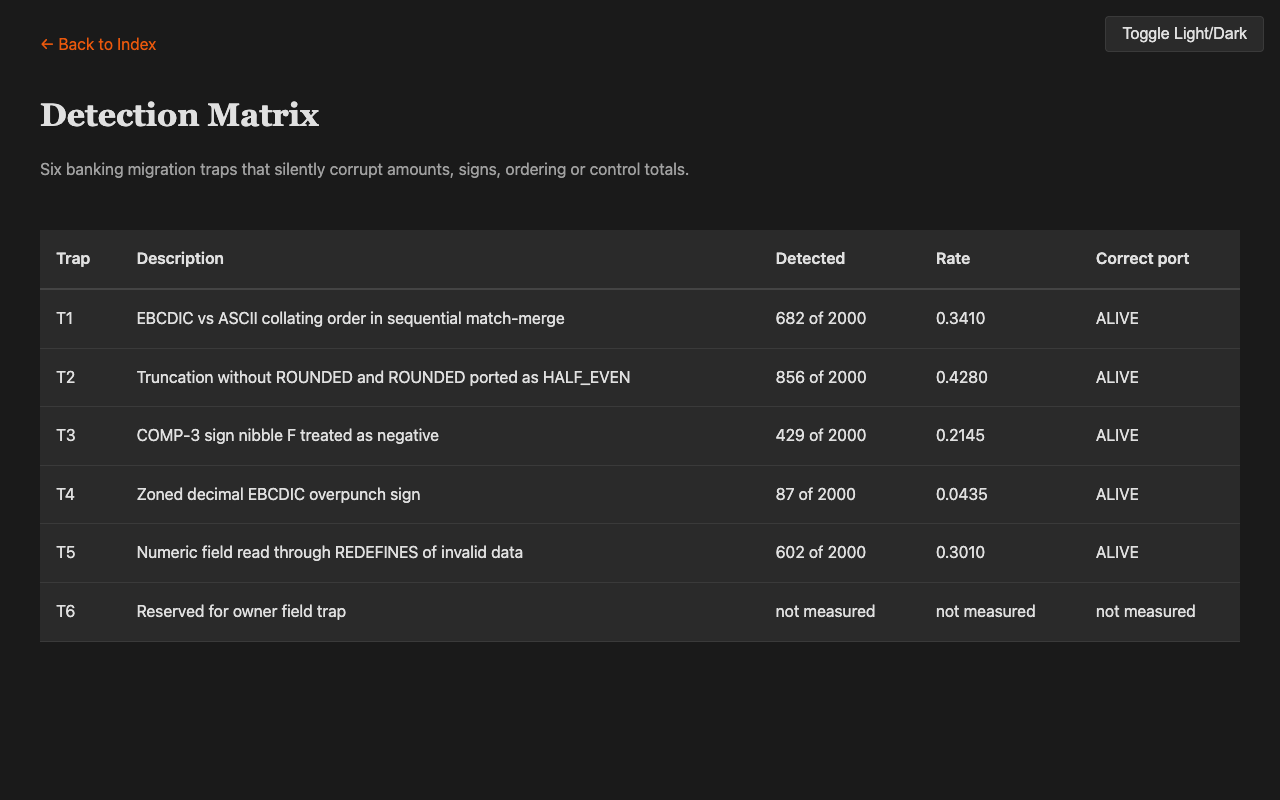 ← Back to Index
Toggle Light/Dark
Detection Matrix
Six banking migration traps that silently corrupt amounts, signs, ordering or control totals.
Trap Description Detected Rate Correct port
T1 EBCDIC vs ASCII collating order in sequential match-merge 682 of 2000 0.3410 ALIVE
T2 Truncation without ROUNDED and ROUNDED ported as HALF_EVEN 856 of 2000 0.4280 ALIVE
T3 COMP-3 sign nibble F treated as negative 429 of 2000 0.2145 ALIVE
T4 Zoned decimal EBCDIC overpunch sign 87 of 2000 0.0435 ALIVE
T5 Numeric field read through REDEFINES of invalid data 602 of 2000 0.3010 ALIVE
T6 Reserved for owner field trap not measured not measured not measured